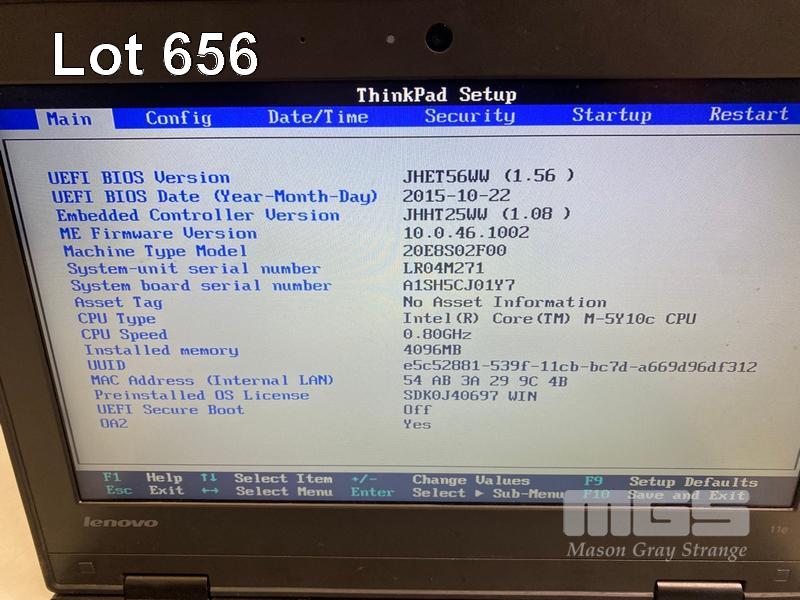 Lot 656
ThinkPad Setup
Main Config Date/Time Security Startup Restart
UEFI BIOS Version JHET56WW (1.56 )
UEFI BIOS Date (Year-Month-Day) 2015-10-22
Embedded Controller Version JHHT25WW (1.08 )
ME Firmware Version 10.0.46.1002
Machine Type Model 20E8S02F00
System-unit serial number LR04M271
System board serial number A1SH5CJ01Y7
Asset Tag No Asset Information
CPU Type Intel(R) Core(TM) M-5Y10c CPU
CPU Speed 0.80GHz
Installed memory 4096MB
UUID e5c52881-539f-11cb-bc7d-a669d96df312
MAC Address (Internal LAN) 54 AB 3A 29 9C 4B
Preinstalled OS License SDK0J40697 WIN
UEFI Secure Boot Off
OA2 Yes
F1 Help ↑↓ Select Item +/- Change Values F9 Setup Defaults
Esc Exit ↔ Select Menu Enter Select ▶ Sub-Menu F10 Save and Exit
lenovo
MGS
11e
Mason Gray Strange